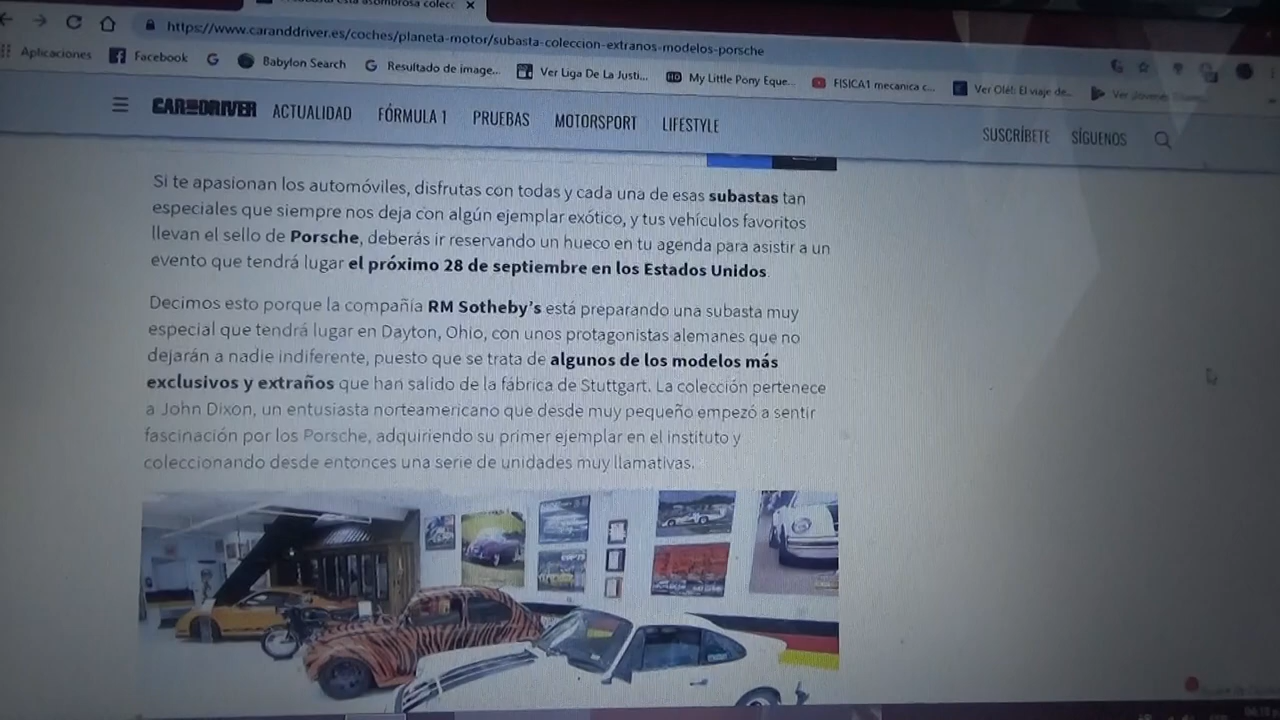 https://www.caranddriver.es/coches/planeta-motor/subasta-coleccion-extranos-modelos-porsche
Aplicaciones Facebook Babylon Search Resultado de image... Ver Liga De La Justi... My Little Pony Eque... FISICA1 mecanica c... Ver Olé!: El viaje de...
CAR AND DRIVER ACTUALIDAD FÓRMULA 1 PRUEBAS MOTORSPORT LIFESTYLE SUSCRÍBETE SÍGUENOS
Si te apasionan los automóviles, disfrutas con todas y cada una de esas subastas tan
especiales que siempre nos deja con algún ejemplar exótico, y tus vehículos favoritos
llevan el sello de Porsche, deberás ir reservando un hueco en tu agenda para asistir a un
evento que tendrá lugar el próximo 28 de septiembre en los Estados Unidos.
Decimos esto porque la compañía RM Sotheby's está preparando una subasta muy
especial que tendrá lugar en Dayton, Ohio, con unos protagonistas alemanes que no
dejarán a nadie indiferente, puesto que se trata de algunos de los modelos más
exclusivos y extraños que han salido de la fábrica de Stuttgart. La colección pertenece
a John Dixon, un entusiasta norteamericano que desde muy pequeño empezó a sentir
fascinación por los Porsche, adquiriendo su primer ejemplar en el instituto y
coleccionando desde entonces una serie de unidades muy llamativas.